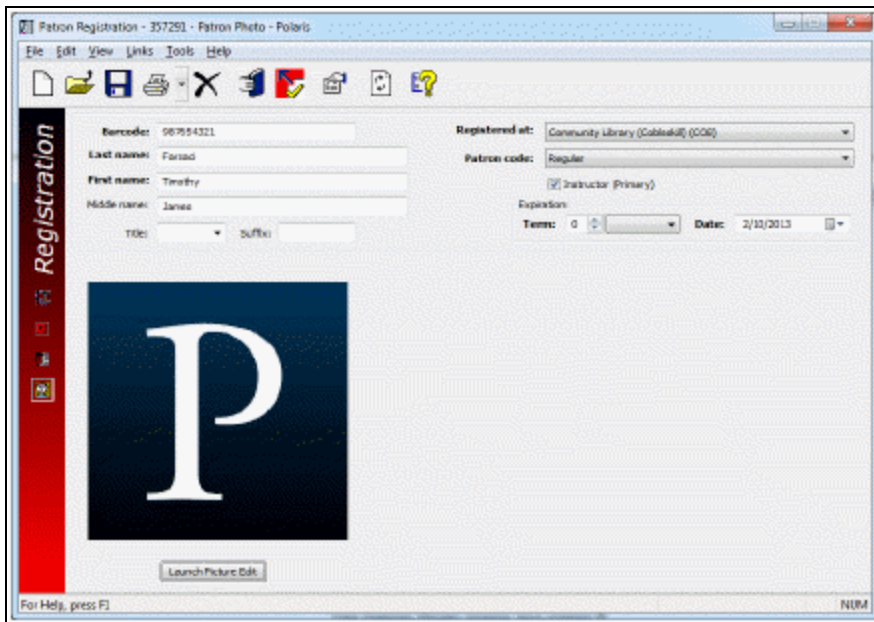 Patron Registration - 357291 - Patron Photo - Polaris
File Edit View Links Tools Help
Registration
Barcode: 987654321
Last name:
First name: Timothy
Middle name: James
Title: Suffix:
Registered at: Community Library (Cobleskill) (COB)
Patron code: Regular
Instructor (Primary)
Expiration
Term: 0 Date: 2/10/2013
P
Launch Picture Edit
For Help, press F1 NUM